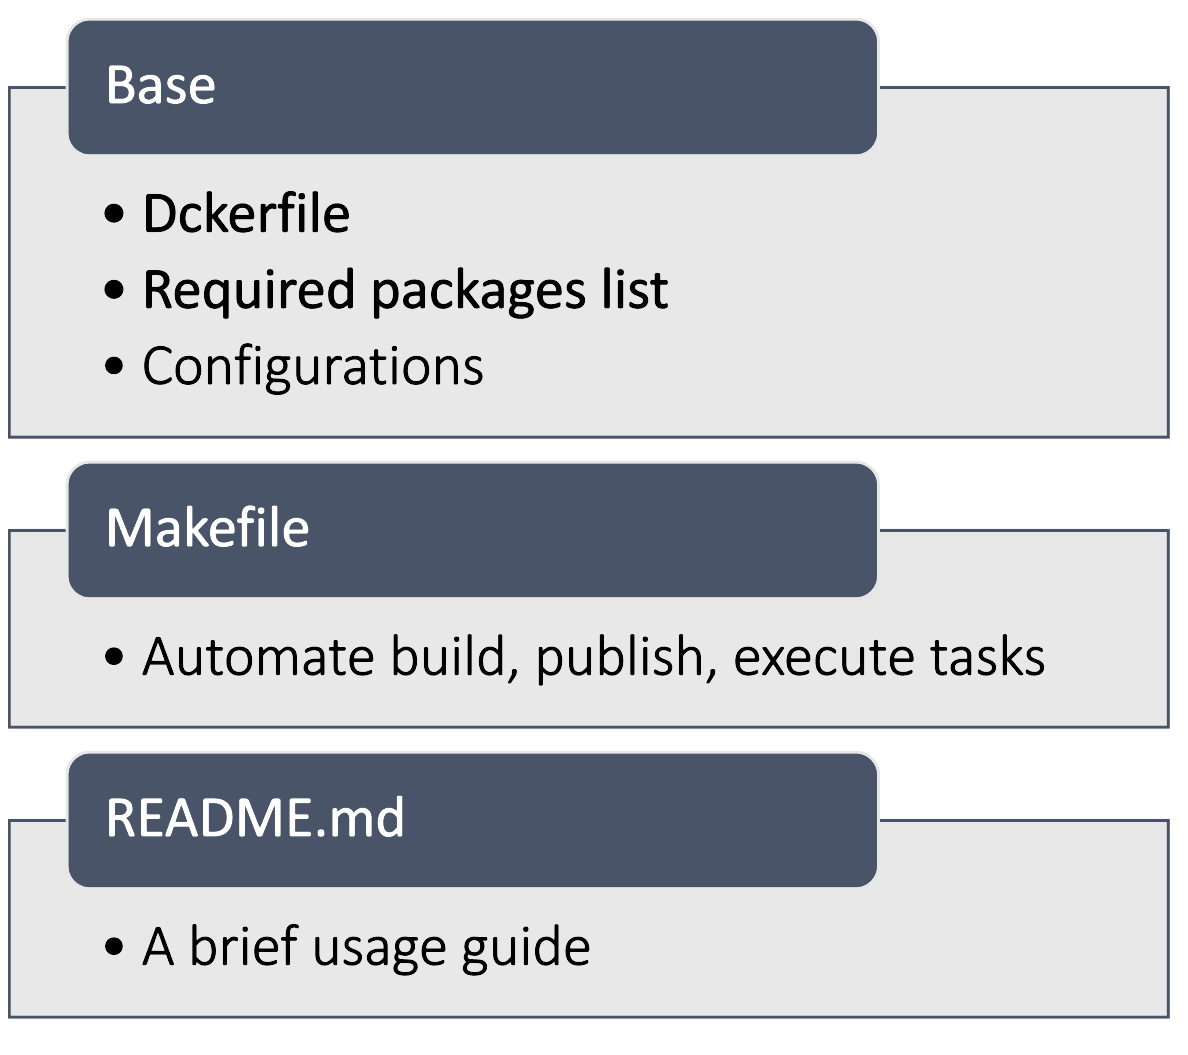 Base
• Dckerfile
• Required packages list
• Configurations
Makefile
• Automate build, publish, execute tasks
README.md
• A brief usage guide